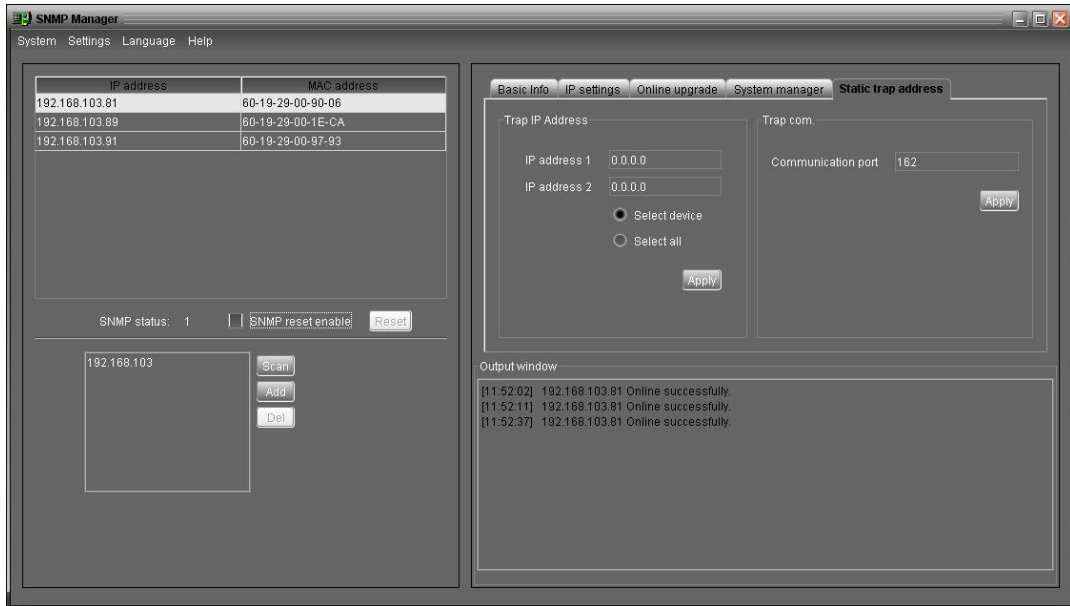 SNMP Manager
System Settings Language Help
IP address MAC address
192.168.103.81 60-19-29-00-90-06
192.168.103.89 60-19-29-00-1E-CA
192.168.103.91 60-19-29-00-97-93
SNMP status: 1 SNMP reset enable Reset
192.168.103
Scan
Add
Del
Basic Info IP settings Online upgrade System manager Static trap address
Trap IP Address
IP address 1 0.0.0.0
IP address 2 0.0.0.0
Select device
Select all
Apply
Trap com.
Communication port 162
Apply
Output window
[11:52:02] 192.168.103.81 Online successfully.
[11:52:11] 192.168.103.81 Online successfully.
[11:52:37] 192.168.103.81 Online successfully.